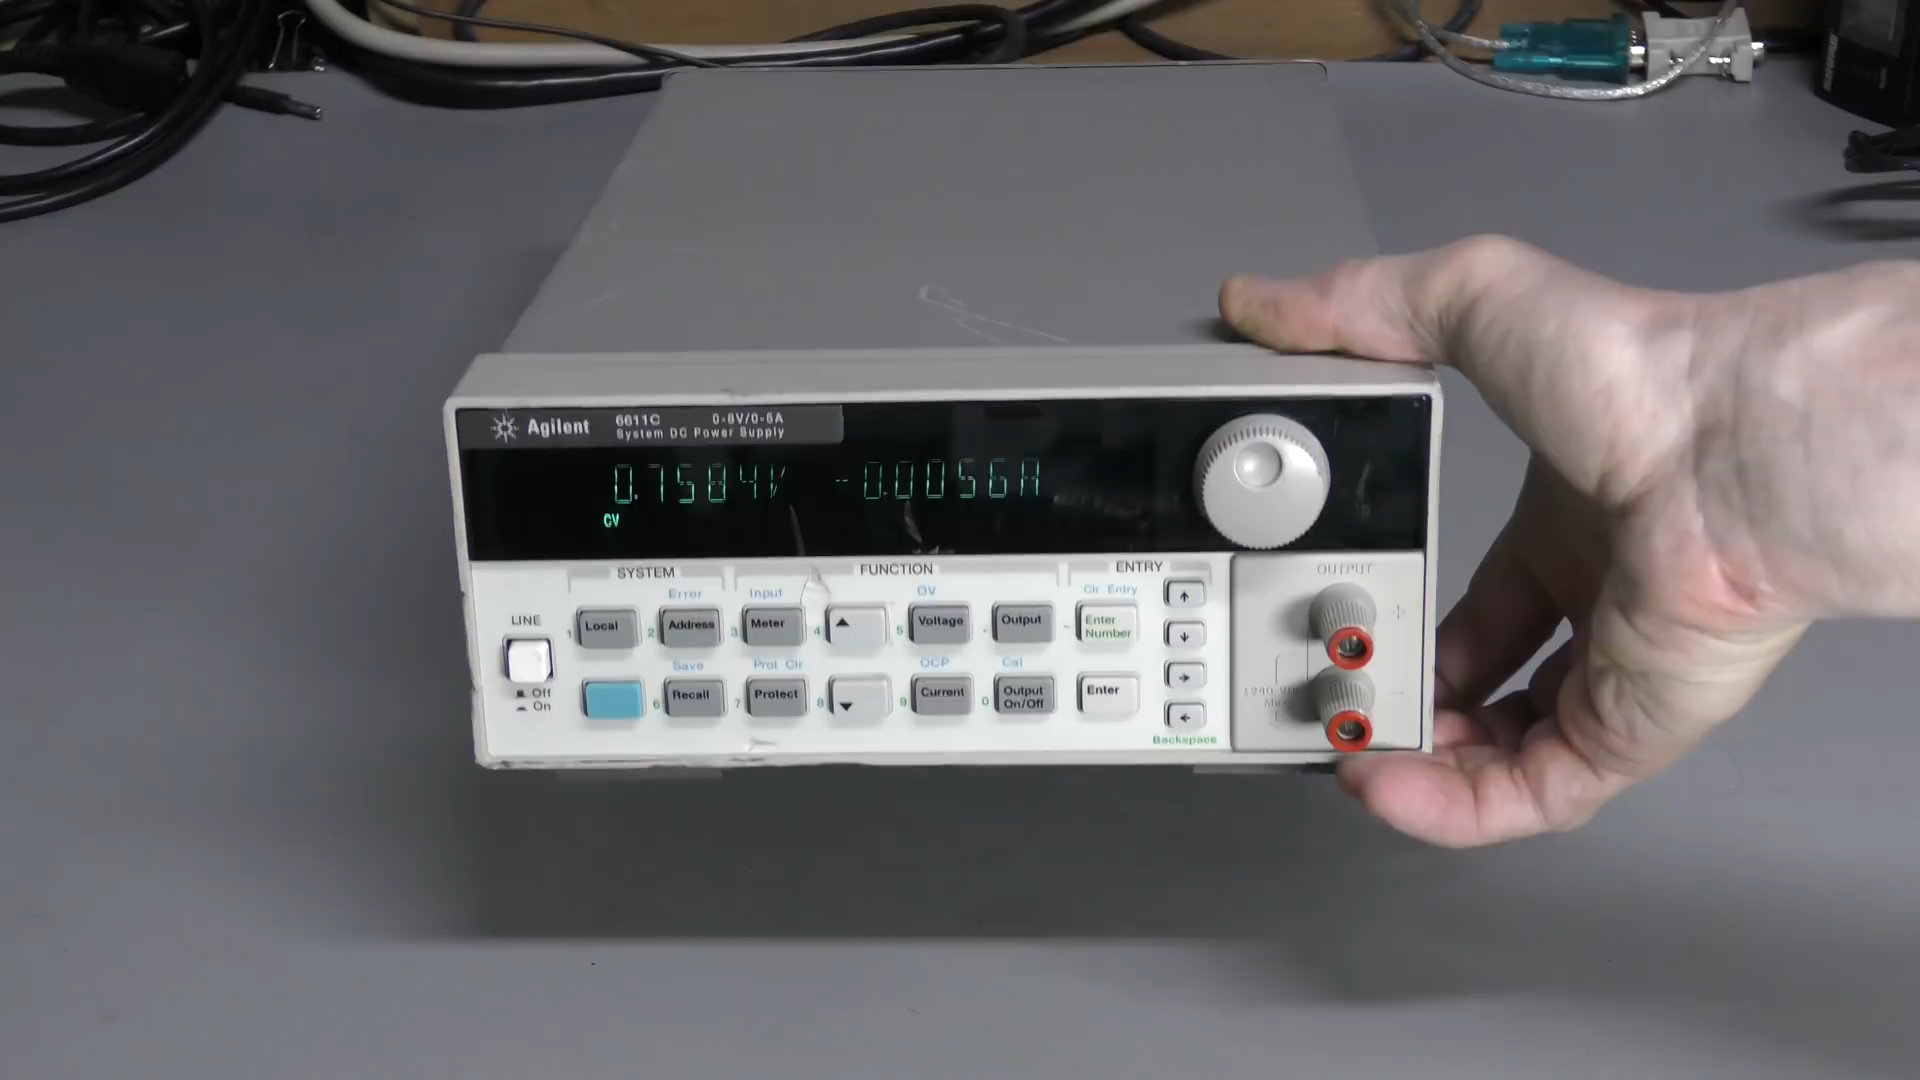 Agilent 6611C 0-8V/0-5A
System DC Power Supply
0.7584V -0.0056A
CV
SYSTEM FUNCTION ENTRY OUTPUT
Error Input OV Clr Entry
LINE
1 Local 2 Address 3 Meter 4 ▲ 5 Voltage . Output - Enter Number ↑
↓
+
Save Prot Clr OCP Cal
Off
On
6 Recall 7 Protect 8 ▼ 9 Current 0 Output On/Off Enter →
←
-
Backspace